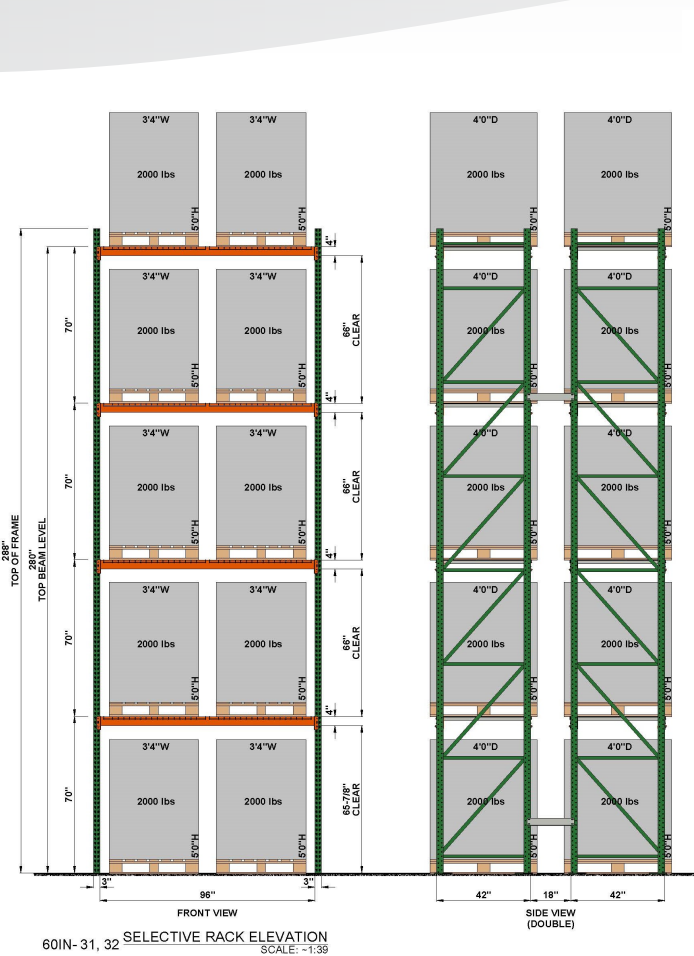 3'4"W 3'4"W 4'0"D 4'0"D
2000 lbs 2000 lbs 2000 lbs 2000 lbs
5'0"H 5'0"H 5'0"H 5'0"H
4"
3'4"W 3'4"W 4'0"D 4'0"D
70" 2000 lbs 2000 lbs 66" CLEAR 2000 lbs 2000 lbs
5'0"H 5'0"H 5'0"H 5'0"H
4"
3'4"W 3'4"W 4'0"D 4'0"D
70" 2000 lbs 2000 lbs 66" CLEAR 2000 lbs 2000 lbs
5'0"H 5'0"H 5'0"H 5'0"H
4"
288"
TOP OF FRAME
280"
TOP BEAM LEVEL
3'4"W 3'4"W 4'0"D 4'0"D
70" 2000 lbs 2000 lbs 66" CLEAR 2000 lbs 2000 lbs
5'0"H 5'0"H 5'0"H 5'0"H
4"
3'4"W 3'4"W 4'0"D 4'0"D
70" 2000 lbs 2000 lbs 65-7/8" CLEAR 2000 lbs 2000 lbs
5'0"H 5'0"H 5'0"H 5'0"H
3" 96" 3" 42" 18" 42"
FRONT VIEW
SIDE VIEW
(DOUBLE)
60IN- 31, 32 SELECTIVE RACK ELEVATION
SCALE: ~1:39